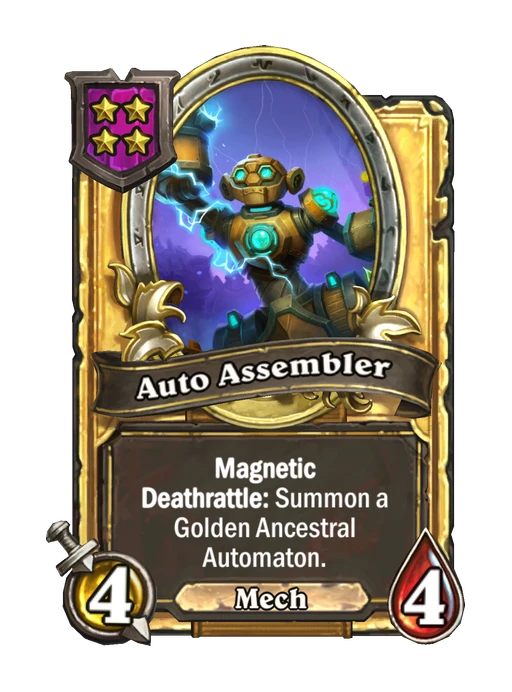 Auto Assembler
Magnetic
Deathrattle: Summon a
Golden Ancestral
Automaton.
4
Mech
4